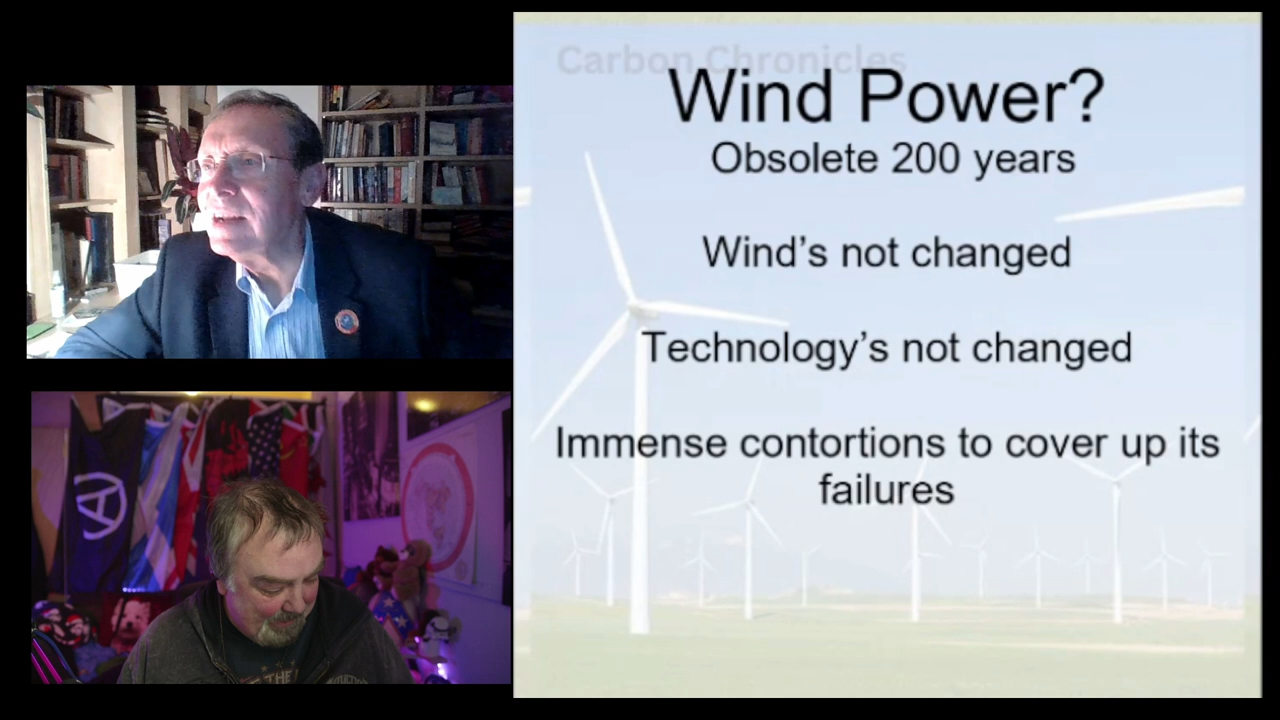 Carbon Chronicles
Wind Power?
Obsolete 200 years
Wind's not changed
Technology's not changed
Immense contortions to cover up its
failures
THE